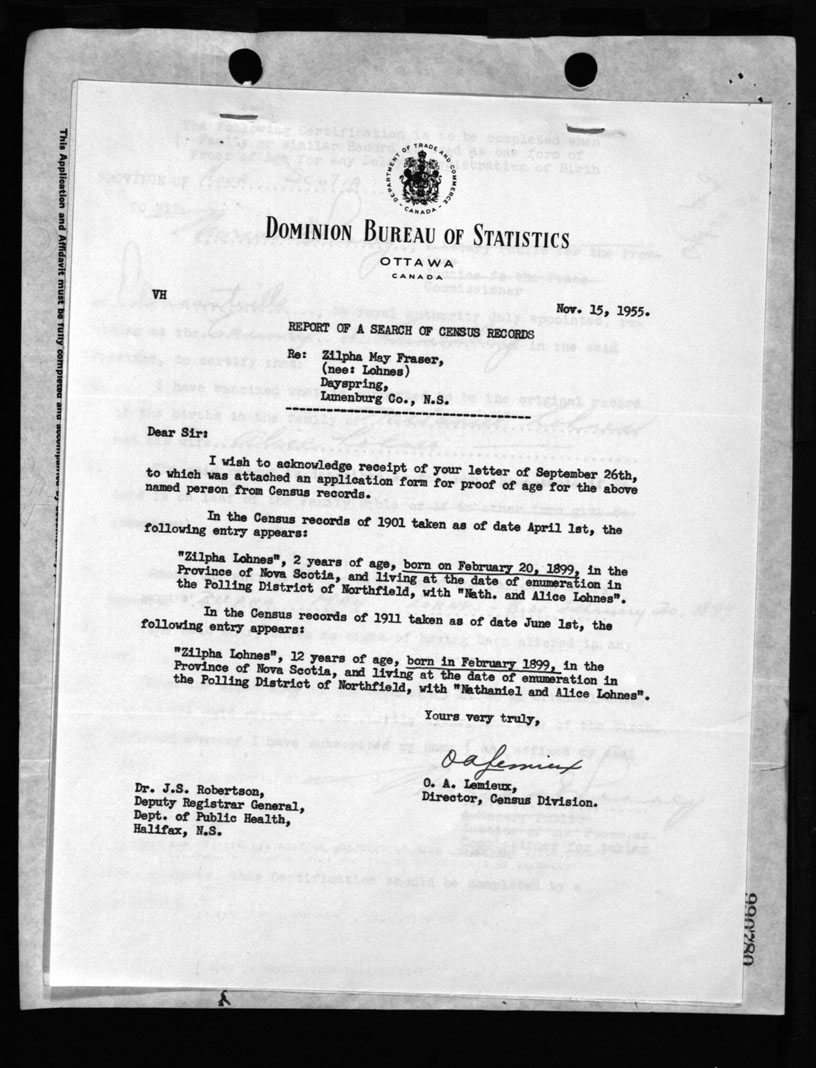 This Application and Affidavit must be fully completed and accompanied by
DEPARTMENT OF TRADE AND COMMERCE
- CANADA -
DOMINION BUREAU OF STATISTICS
OTTAWA
CANADA
VH
Nov. 15, 1955.
REPORT OF A SEARCH OF CENSUS RECORDS
Re: Zilpha May Fraser,
(nee: Lohnes)
Dayspring,
Lunenburg Co., N.S.
Dear Sir:
I wish to acknowledge receipt of your letter of September 26th,
to which was attached an application form for proof of age for the above
named person from Census records.
In the Census records of 1901 taken as of date April 1st, the
following entry appears:
"Zilpha Lohnes", 2 years of age, born on February 20, 1899, in the
Province of Nova Scotia, and living at the date of enumeration in
the Polling District of Northfield, with "Nath. and Alice Lohnes".
In the Census records of 1911 taken as of date June 1st, the
following entry appears:
"Zilpha Lohnes", 12 years of age, born in February 1899, in the
Province of Nova Scotia, and living at the date of enumeration in
the Polling District of Northfield, with "Nathaniel and Alice Lohnes".
Yours very truly,
O A Lemieux
O. A. Lemieux,
Director, Census Division.
Dr. J.S. Robertson,
Deputy Registrar General,
Dept. of Public Health,
Halifax, N.S.